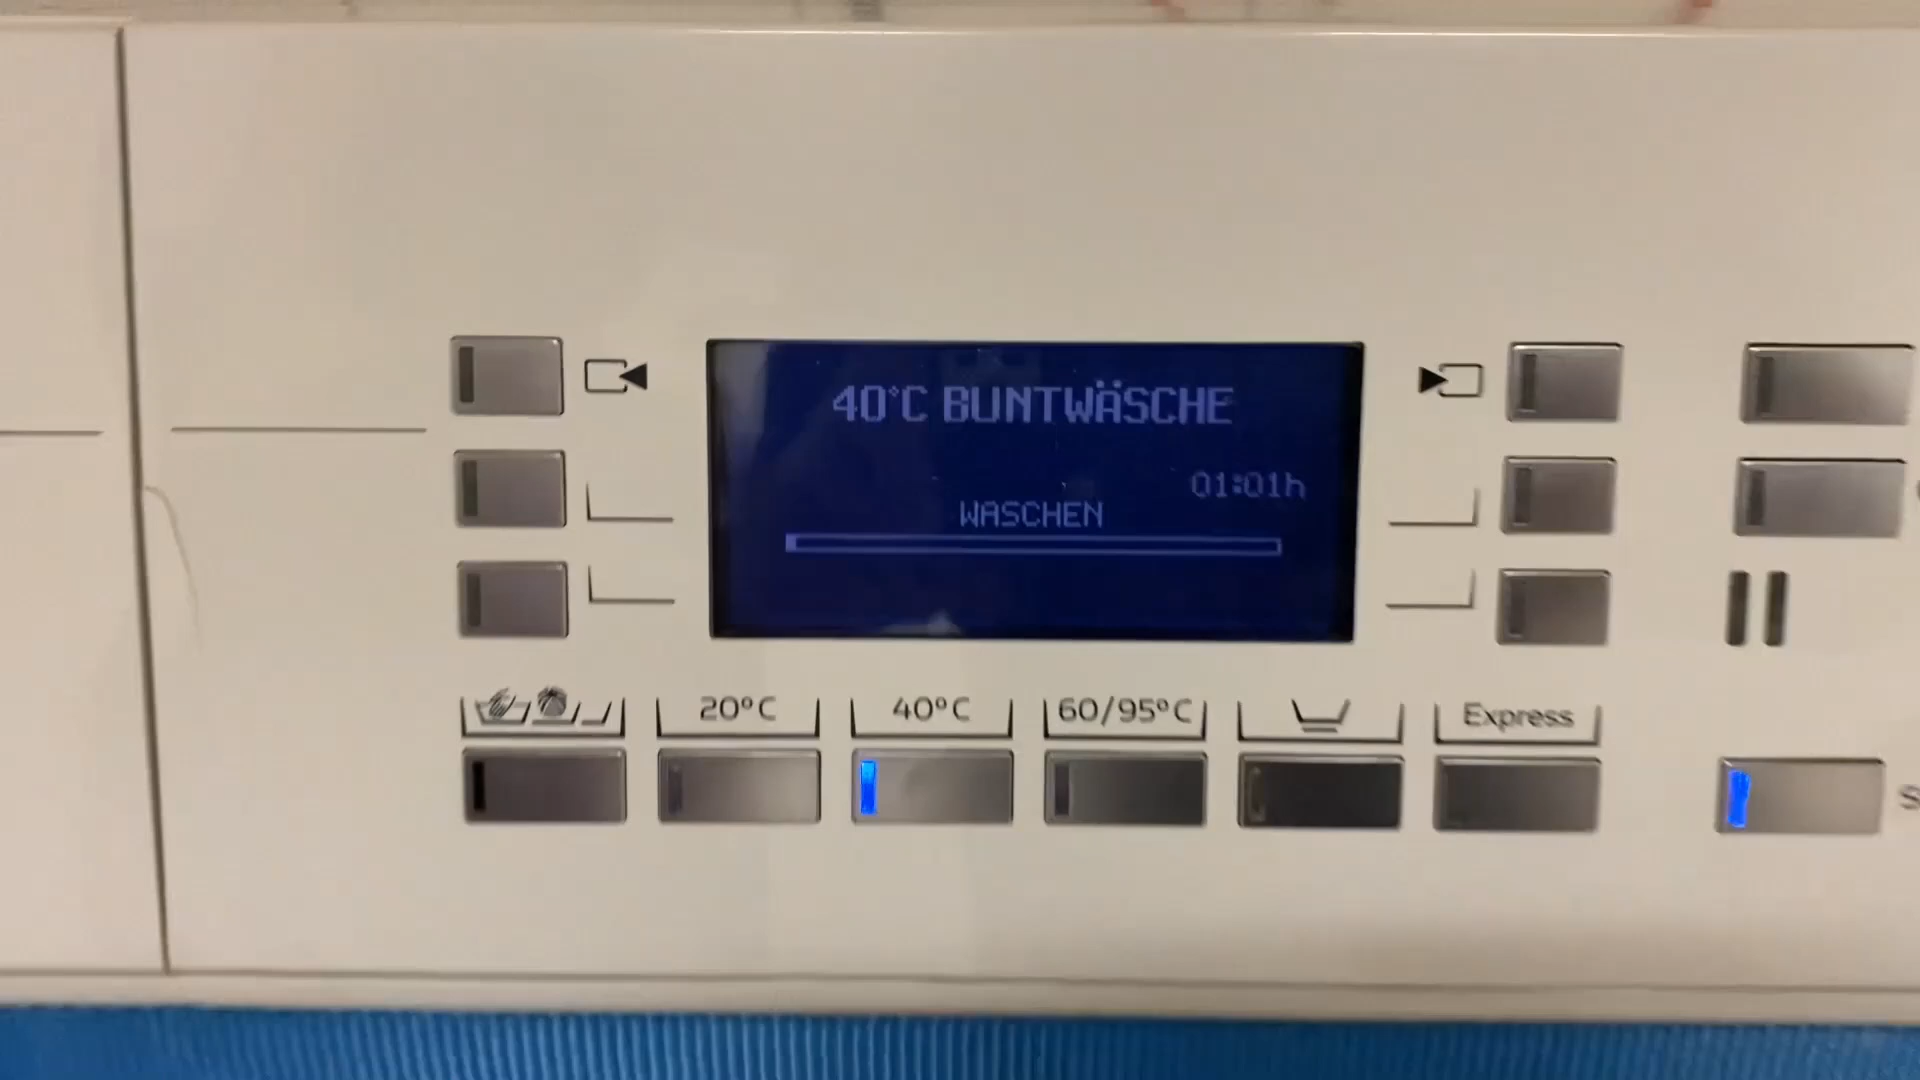 40°C BUNTWÄSCHE
01:01h
WASCHEN
20°C
40°C
60/95°C
Express